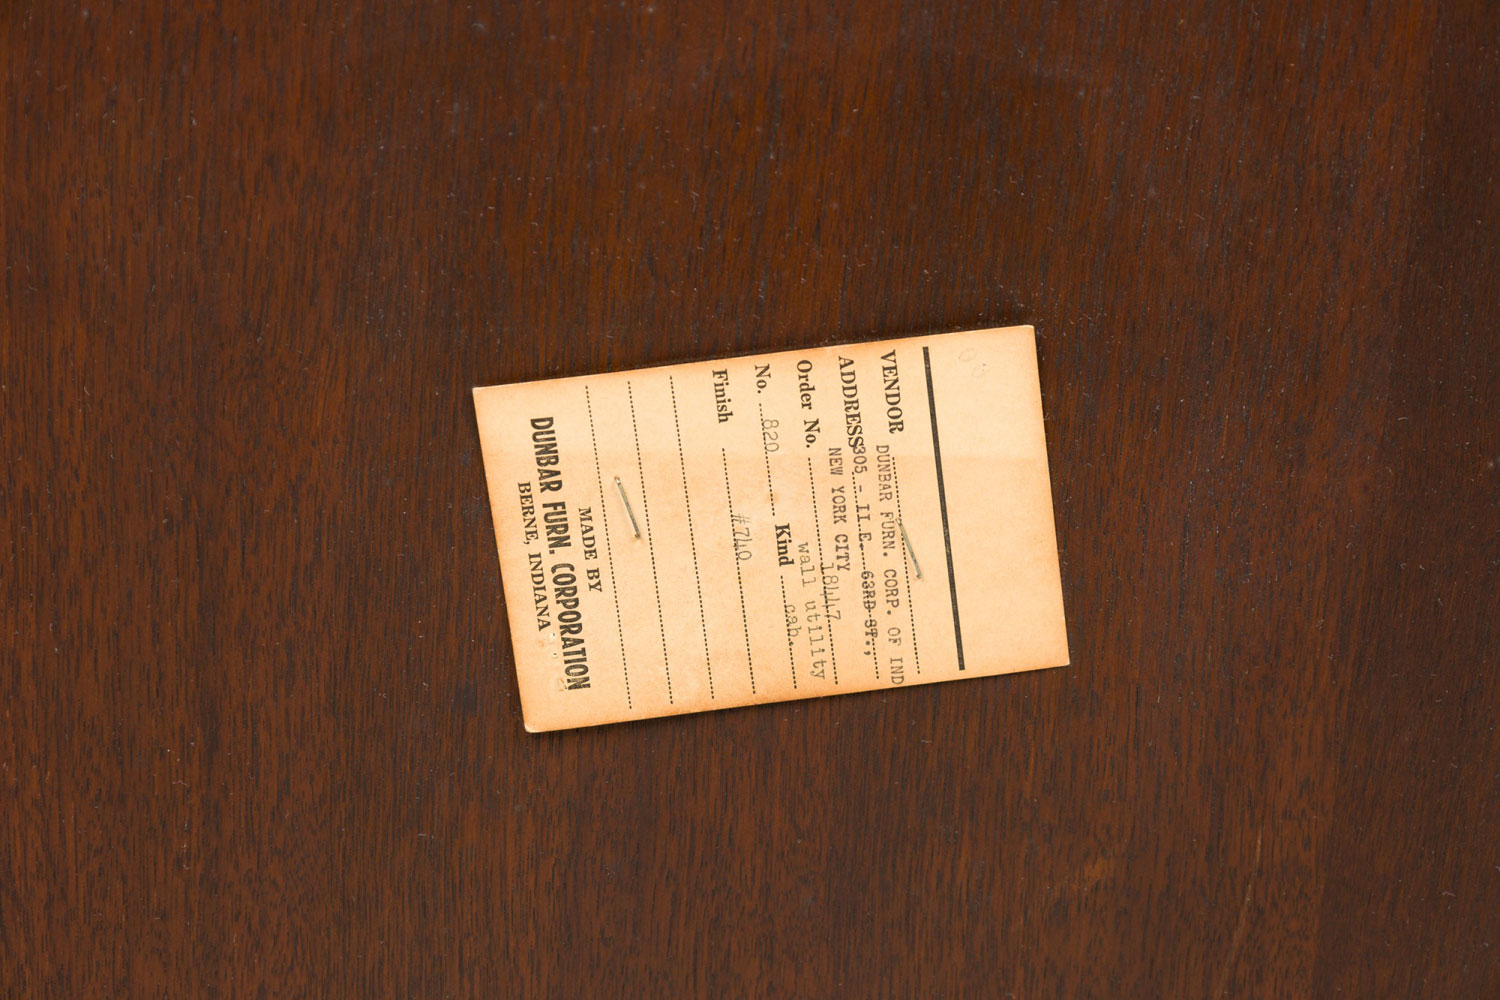 VENDOR DUNBAR FURN. CORP. OF IND
ADDRESS 305 - II E. 63RD ST.,
NEW YORK CITY
Order No. 18447
wall utility
No. 820 Kind cab.
Finish #740
MADE BY
DUNBAR FURN. CORPORATION
BERNE, INDIANA